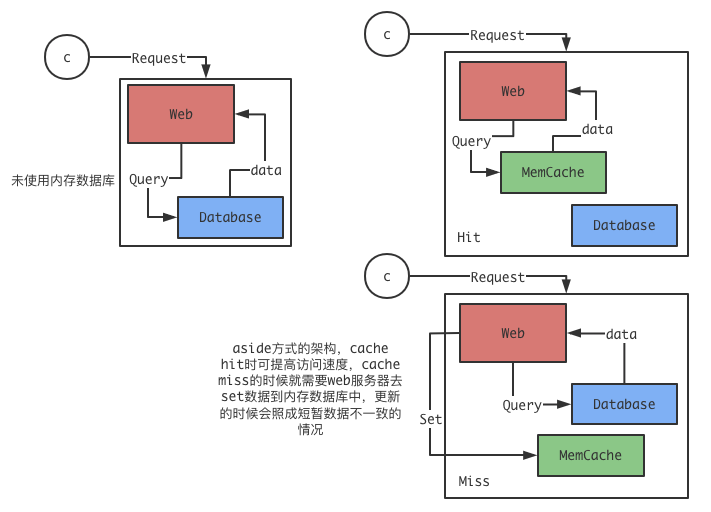 c
Request
Web
Query
data
Database
未使用内存数据库
c
Request
Web
Query
data
MemCache
Database
Hit
c
Request
Web
data
Query
Database
Set
MemCache
Miss
aside方式的架构, cache
hit时可提高访问速度, cache
miss的时候就需要web服务器去
set数据到内存数据库中, 更新
的时候会照成短暂数据不一致的
情况